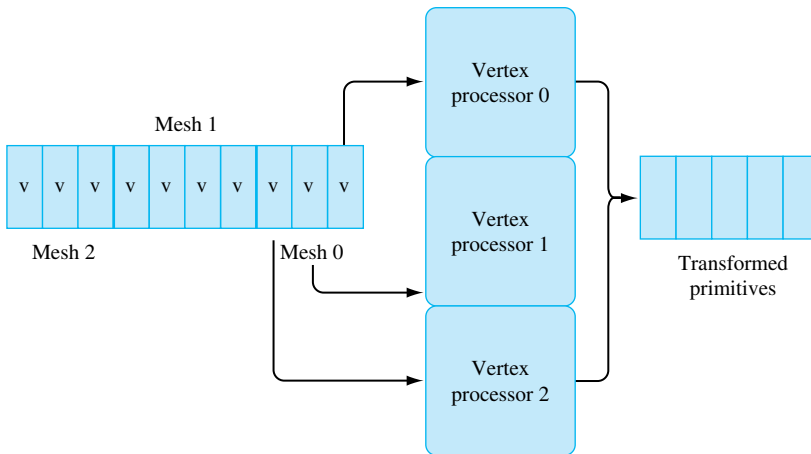 Vertex
processor 0
Mesh 1
v v v v v v v v v v
Mesh 2
Mesh 0
Vertex
processor 1
Transformed
primitives
Vertex
processor 2